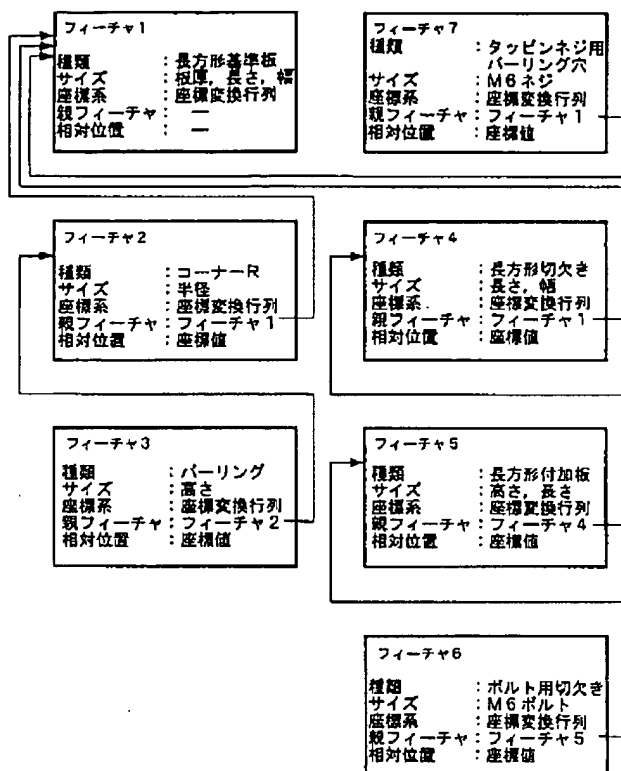 フィーチャ1
種類 : 長方形基準板
サイズ : 板厚, 長さ, 幅
座標系 : 座標変換行列
親フィーチャ : —
相対位置 : —
フィーチャ2
種類 : コーナーR
サイズ : 半径
座標系 : 座標変換行列
親フィーチャ : フィーチャ1
相対位置 : 座標値
フィーチャ3
種類 : バーリング
サイズ : 高さ
座標系 : 座標変換行列
親フィーチャ : フィーチャ2
相対位置 : 座標値
フィーチャ7
種類 : タッピンネジ用
バーリング穴
サイズ : M6ネジ
座標系 : 座標変換行列
親フィーチャ : フィーチャ1
相対位置 : 座標値
フィーチャ4
種類 : 長方形切欠き
サイズ : 長さ, 幅
座標系 : 座標変換行列
親フィーチャ : フィーチャ1
相対位置 : 座標値
フィーチャ5
種類 : 長方形付加板
サイズ : 高さ, 長さ
座標系 : 座標変換行列
親フィーチャ : フィーチャ4
相対位置 : 座標値
フィーチャ6
種類 : ボルト用切欠き
サイズ : M6ボルト
座標系 : 座標変換行列
親フィーチャ : フィーチャ5
相対位置 : 座標値